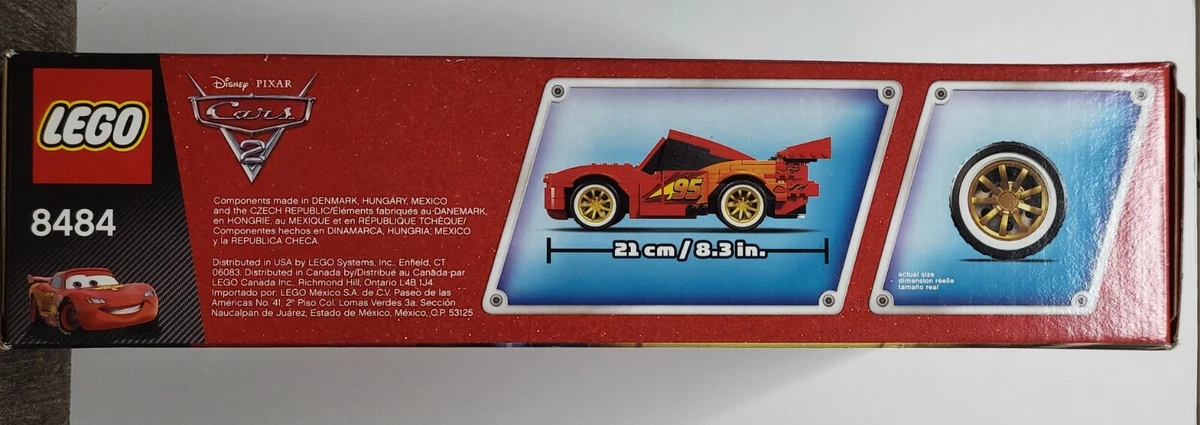 LEGO
8484
Disney PIXAR
Cars
2
Components made in DENMARK, HUNGARY, MEXICO
and the CZECH REPUBLIC/Éléments fabriqués au DANEMARK,
en HONGRIE, au MEXIQUE et en RÉPUBLIQUE TCHÈQUE/
Componentes hechos en DINAMARCA, HUNGRIA, MEXICO
y la REPUBLICA CHECA.
Distributed in USA by LEGO Systems, Inc., Enfield, CT
06083. Distributed in Canada by/Distribué au Canada par
LEGO Canada Inc., Richmond Hill, Ontario L4B 1J4.
Importado por: LEGO México S.A. de C.V. Paseo de las
Américas No. 41, 2º Piso Col. Lomas Verdes 3a. Sección
Naucalpan de Juárez, Estado de México, México, C.P. 53125
95
21 cm / 8.3 in.
actual size
dimension réelle
tamaño real